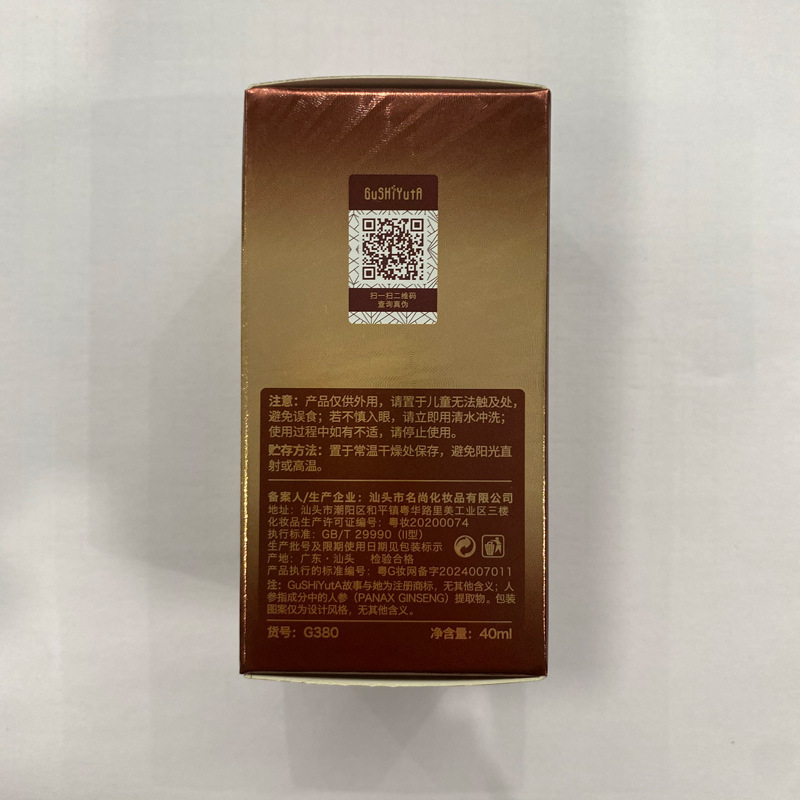 GuSHiYutA
扫一扫二维码
查询真伪
注意：产品仅供外用，请置于儿童无法触及处，
避免误食；若不慎入眼，请立即用清水冲洗；
使用过程中如有不适，请停止使用。
贮存方法：置于常温干燥处保存，避免阳光直
射或高温。
备案人/生产企业：汕头市名尚化妆品有限公司
地址：汕头市潮阳区和平镇粤华路里美工业区三楼
化妆品生产许可证编号：粤妆20200074
执行标准：GB/T 29990（II型）
生产批号及限期使用日期见包装标示
产地：广东·汕头 检验合格
产品执行的标准编号：粤G妆网备字2024007011
注：GuSHiYutA故事与她为注册商标，无其他含义；人
参指成分中的人参（PANAX GINSENG）提取物。包装
图案仅为设计风格，无其他含义。
货号：G380 净含量：40ml